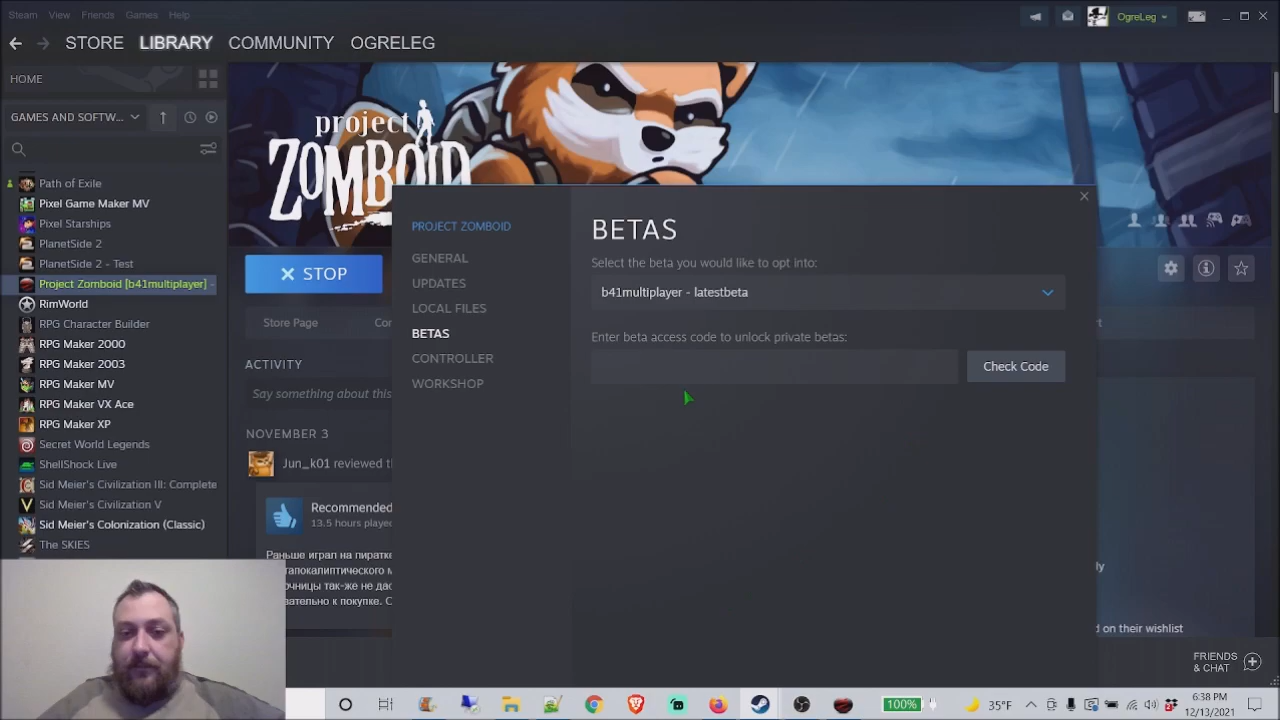 Steam View Friends Games Help
OgreLeg
STORE LIBRARY COMMUNITY OGRELEG
HOME
GAMES AND SOFTW...
Path of Exile
Pixel Game Maker MV
Pixel Starships
PlanetSide 2
PlanetSide 2 - Test
Project Zomboid [b41multiplayer] -
RimWorld
RPG Character Builder
RPG Maker 2000
RPG Maker 2003
RPG Maker MV
RPG Maker VX Ace
RPG Maker XP
Secret World Legends
ShellShock Live
Sid Meier's Civilization III: Complete
Sid Meier's Civilization V
Sid Meier's Colonization (Classic)
The SKIES
project
ZOMBOID
STOP
Store Page
ACTIVITY
Say something about this
NOVEMBER 3
Jun_k01 reviewed th
Recommended
13.5 hours playe
Раньше играл на пиратке
PROJECT ZOMBOID
GENERAL
UPDATES
LOCAL FILES
BETAS
CONTROLLER
WORKSHOP
BETAS
Select the beta you would like to opt into:
b41multiplayer - latestbeta
Enter beta access code to unlock private betas:
Check Code
d on their wishlist
FRIENDS
& CHAT
100%
35°F
6:38 PM
12/13/2021